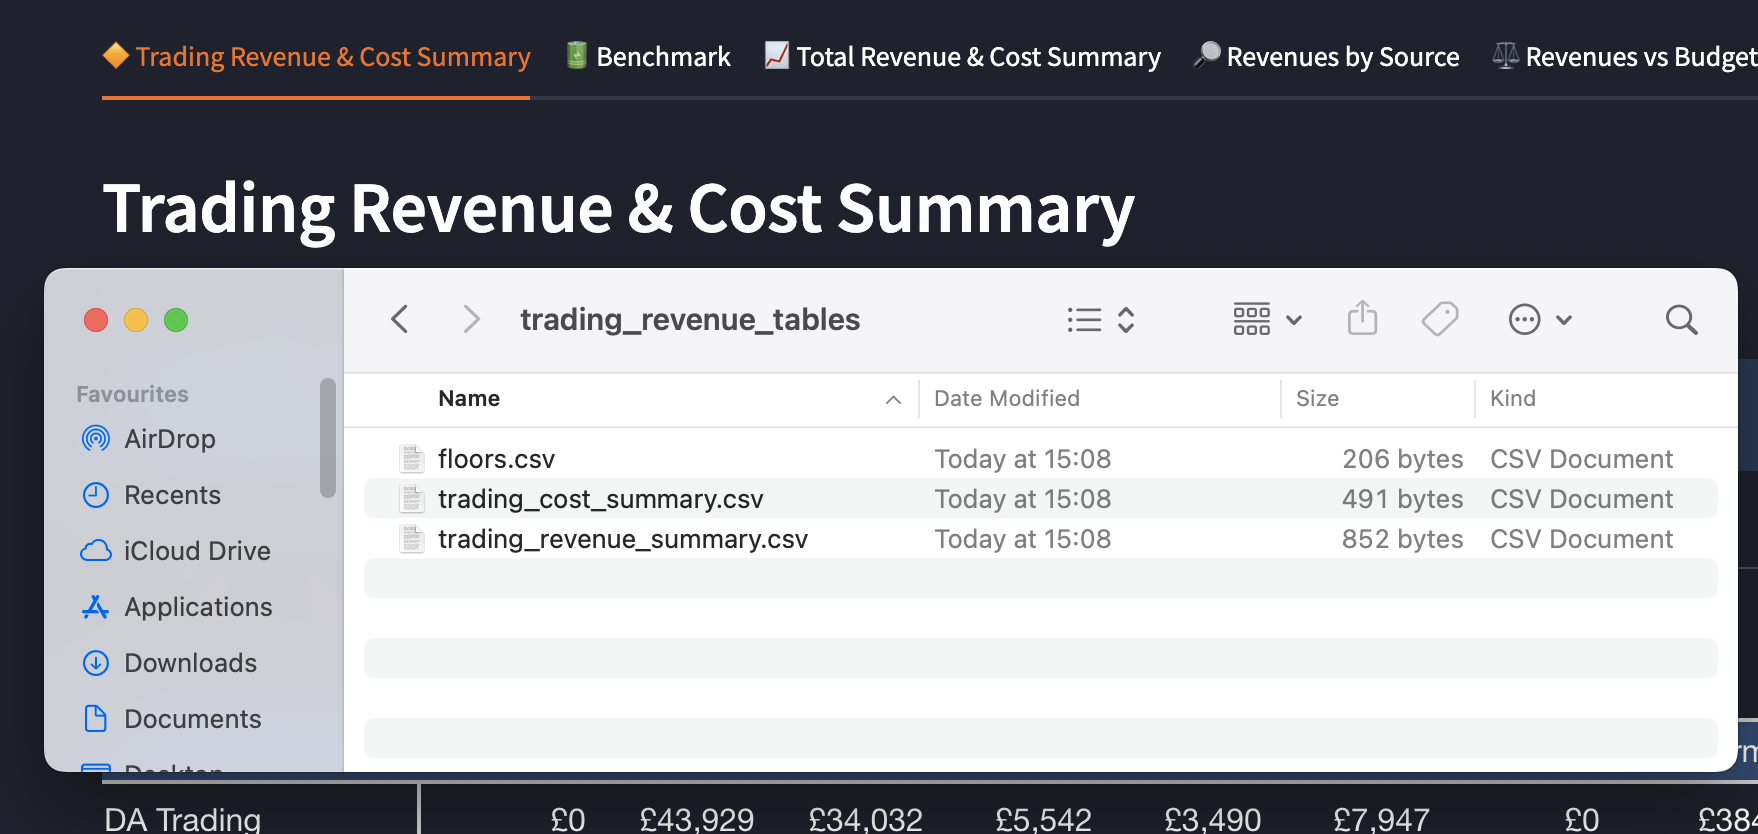 Trading Revenue & Cost Summary Benchmark Total Revenue & Cost Summary Revenues by Source Revenues vs Budget
Trading Revenue & Cost Summary
trading_revenue_tables
Favourites
AirDrop
Recents
iCloud Drive
Applications
Downloads
Documents
Desktop
Name Date Modified Size Kind
floors.csv Today at 15:08 206 bytes CSV Document
trading_cost_summary.csv Today at 15:08 491 bytes CSV Document
trading_revenue_summary.csv Today at 15:08 852 bytes CSV Document
DA Trading £0 £43,929 £34,032 £5,542 £3,490 £7,947 £0